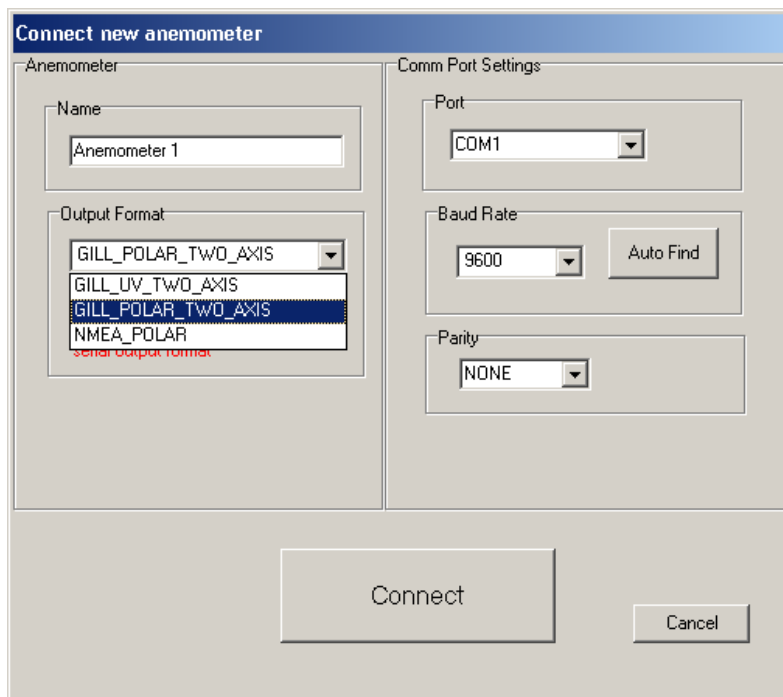 Connect new anemometer
Anemometer
Name
Anemometer 1
Output Format
GILL_POLAR_TWO_AXIS
GILL_UV_TWO_AXIS
GILL_POLAR_TWO_AXIS
NMEA_POLAR
serial output format
Comm Port Settings
Port
COM1
Baud Rate
9600
Auto Find
Parity
NONE
Connect
Cancel